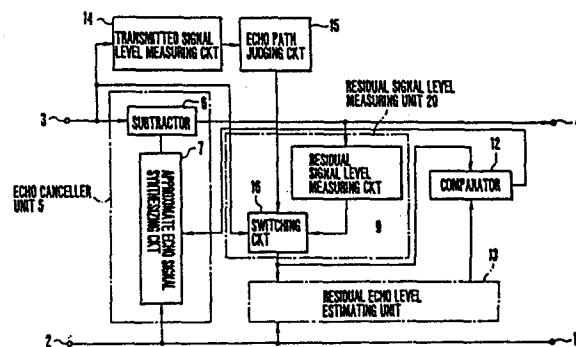 14
TRANSMITTED SIGNAL
LEVEL MEASURING CKT
15
ECHO PATH
JUDGING CKT
RESIDUAL SIGNAL LEVEL
MEASURING UNIT 20
3
6
SUBTRACTOR
4
7
APPROXIMATE ECHO SIGNAL
SYNTHESIZING CKT
ECHO CANCELLER
UNIT 5
RESIDUAL
SIGNAL LEVEL
MEASURING CKT
12
COMPARATOR
16
SWITCHING
CKT
9
13
RESIDUAL ECHO LEVEL
ESTIMATING UNIT
2
1